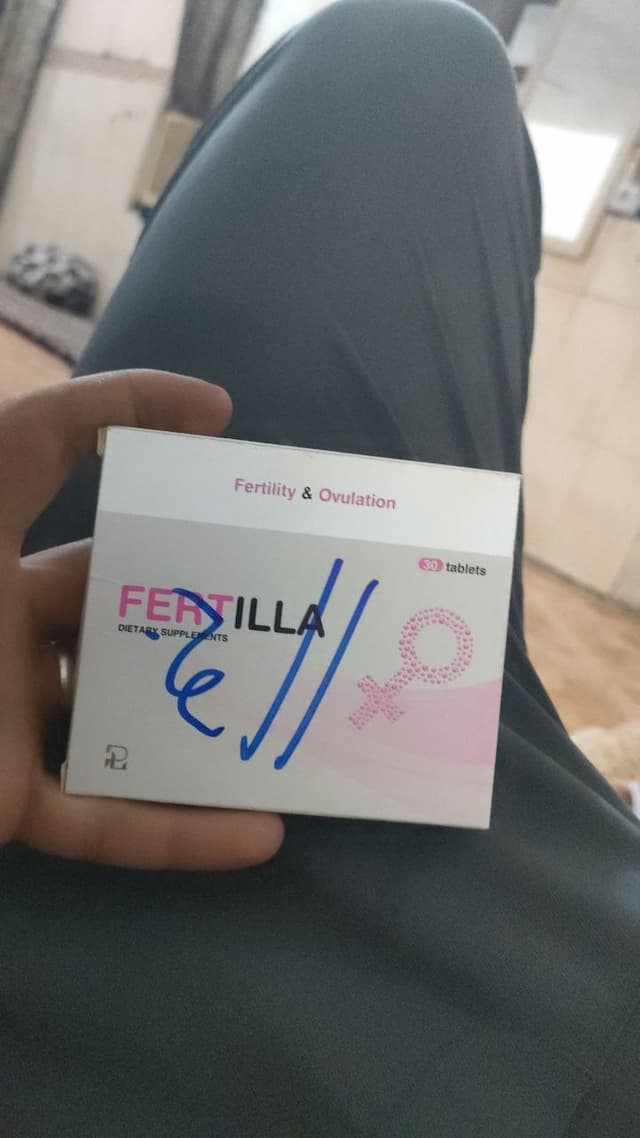 Fertility & Ovulation
30 tablets
FERTILLA
DIETARY SUPPLEMENTS